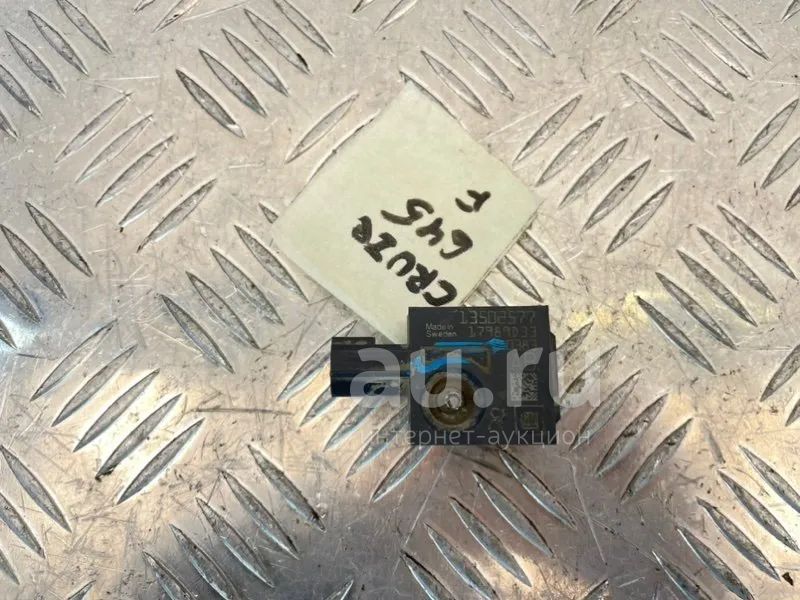 CRUZE
645
13502577
Made in
Sweden
17989033
au.ru
интернет-аукцион